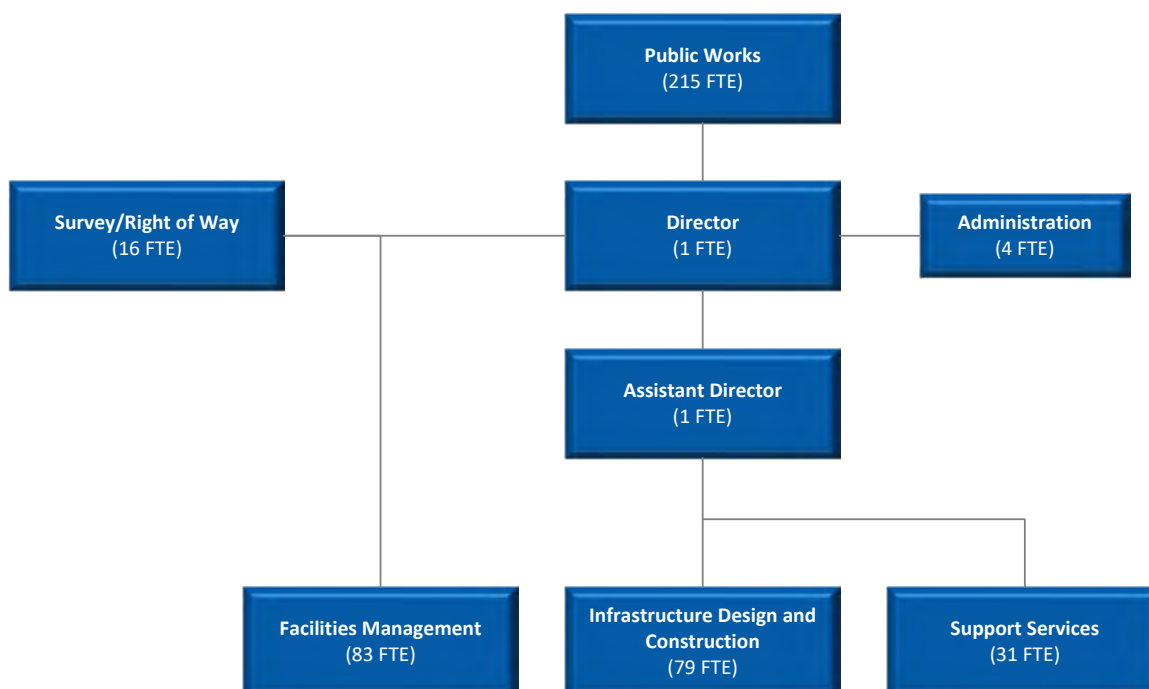 Public Works
(215 FTE)
Survey/Right of Way
(16 FTE)
Director
(1 FTE)
Administration
(4 FTE)
Assistant Director
(1 FTE)
Facilities Management
(83 FTE)
Infrastructure Design and
Construction
(79 FTE)
Support Services
(31 FTE)